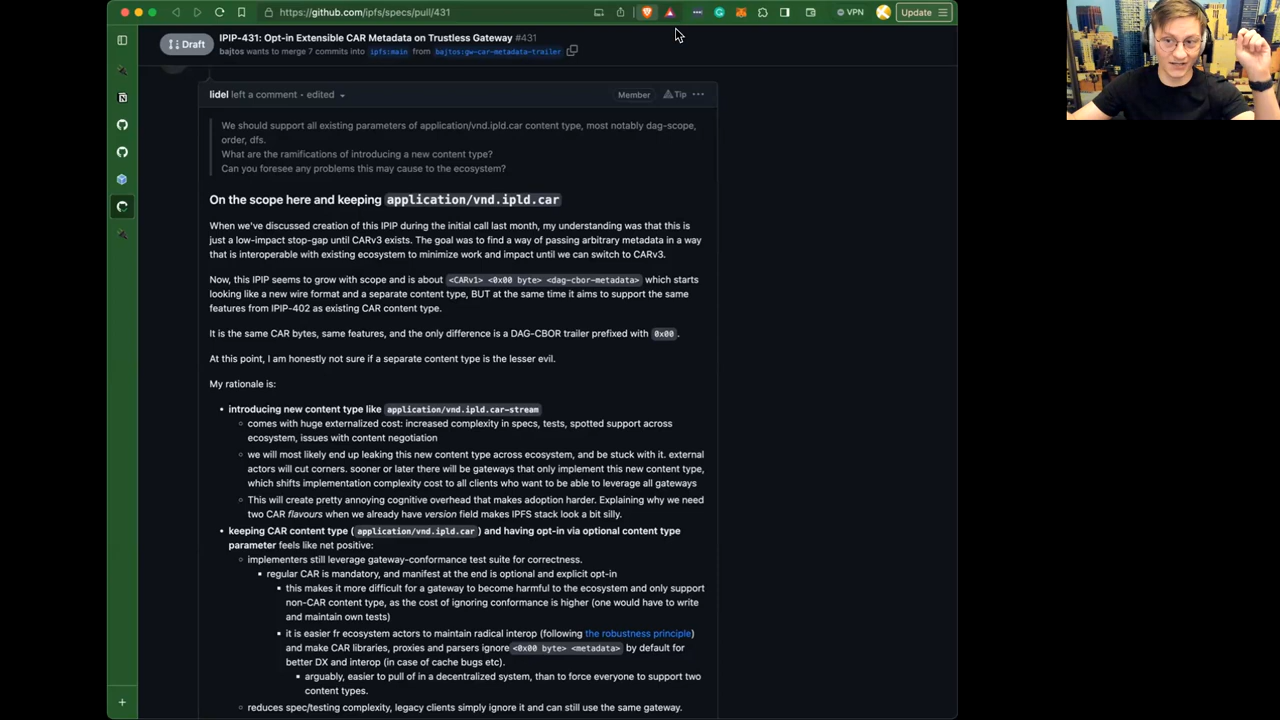 https://github.com/ipfs/specs/pull/431
VPN
Update
Draft
IPIP-431: Opt-in Extensible CAR Metadata on Trustless Gateway #431
bajtos wants to merge 7 commits into ipfs:main from bajtos:gw-car-metadata-trailer
lidel left a comment • edited
Member
Tip
We should support all existing parameters of application/vnd.ipld.car content type, most notably dag-scope,
order, dfs.
What are the ramifications of introducing a new content type?
Can you foresee any problems this may cause to the ecosystem?
On the scope here and keeping application/vnd.ipld.car
When we've discussed creation of this IPIP during the initial call last month, my understanding was that this is
just a low-impact stop-gap until CARv3 exists. The goal was to find a way of passing arbitrary metadata in a way
that is interoperable with existing ecosystem to minimize work and impact until we can switch to CARv3.
Now, this IPIP seems to grow with scope and is about <CARv1> <0x00 byte> <dag-cbor-metadata> which starts
looking like a new wire format and a separate content type, BUT at the same time it aims to support the same
features from IPIP-402 as existing CAR content type.
It is the same CAR bytes, same features, and the only difference is a DAG-CBOR trailer prefixed with 0x00.
At this point, I am honestly not sure if a separate content type is the lesser evil.
My rationale is:
• introducing new content type like application/vnd.ipld.car-stream
comes with huge externalized cost: increased complexity in specs, tests, spotted support across
ecosystem, issues with content negotiation
we will most likely end up leaking this new content type across ecosystem, and be stuck with it. external
actors will cut corners. sooner or later there will be gateways that only implement this new content type,
which shifts implementation complexity cost to all clients who want to be able to leverage all gateways
This will create pretty annoying cognitive overhead that makes adoption harder. Explaining why we need
two CAR flavours when we already have version field makes IPFS stack look a bit silly.
• keeping CAR content type (application/vnd.ipld.car) and having opt-in via optional content type
parameter feels like net positive:
implementers still leverage gateway-conformance test suite for correctness.
regular CAR is mandatory, and manifest at the end is optional and explicit opt-in
this makes it more difficult for a gateway to become harmful to the ecosystem and only support
non-CAR content type, as the cost of ignoring conformance is higher (one would have to write
and maintain own tests)
it is easier fr ecosystem actors to maintain radical interop (following the robustness principle)
and make CAR libraries, proxies and parsers ignore <0x00 byte> <metadata> by default for
better DX and interop (in case of cache bugs etc).
arguably, easier to pull of in a decentralized system, than to force everyone to support two
content types.
reduces spec/testing complexity, legacy clients simply ignore it and can still use the same gateway.